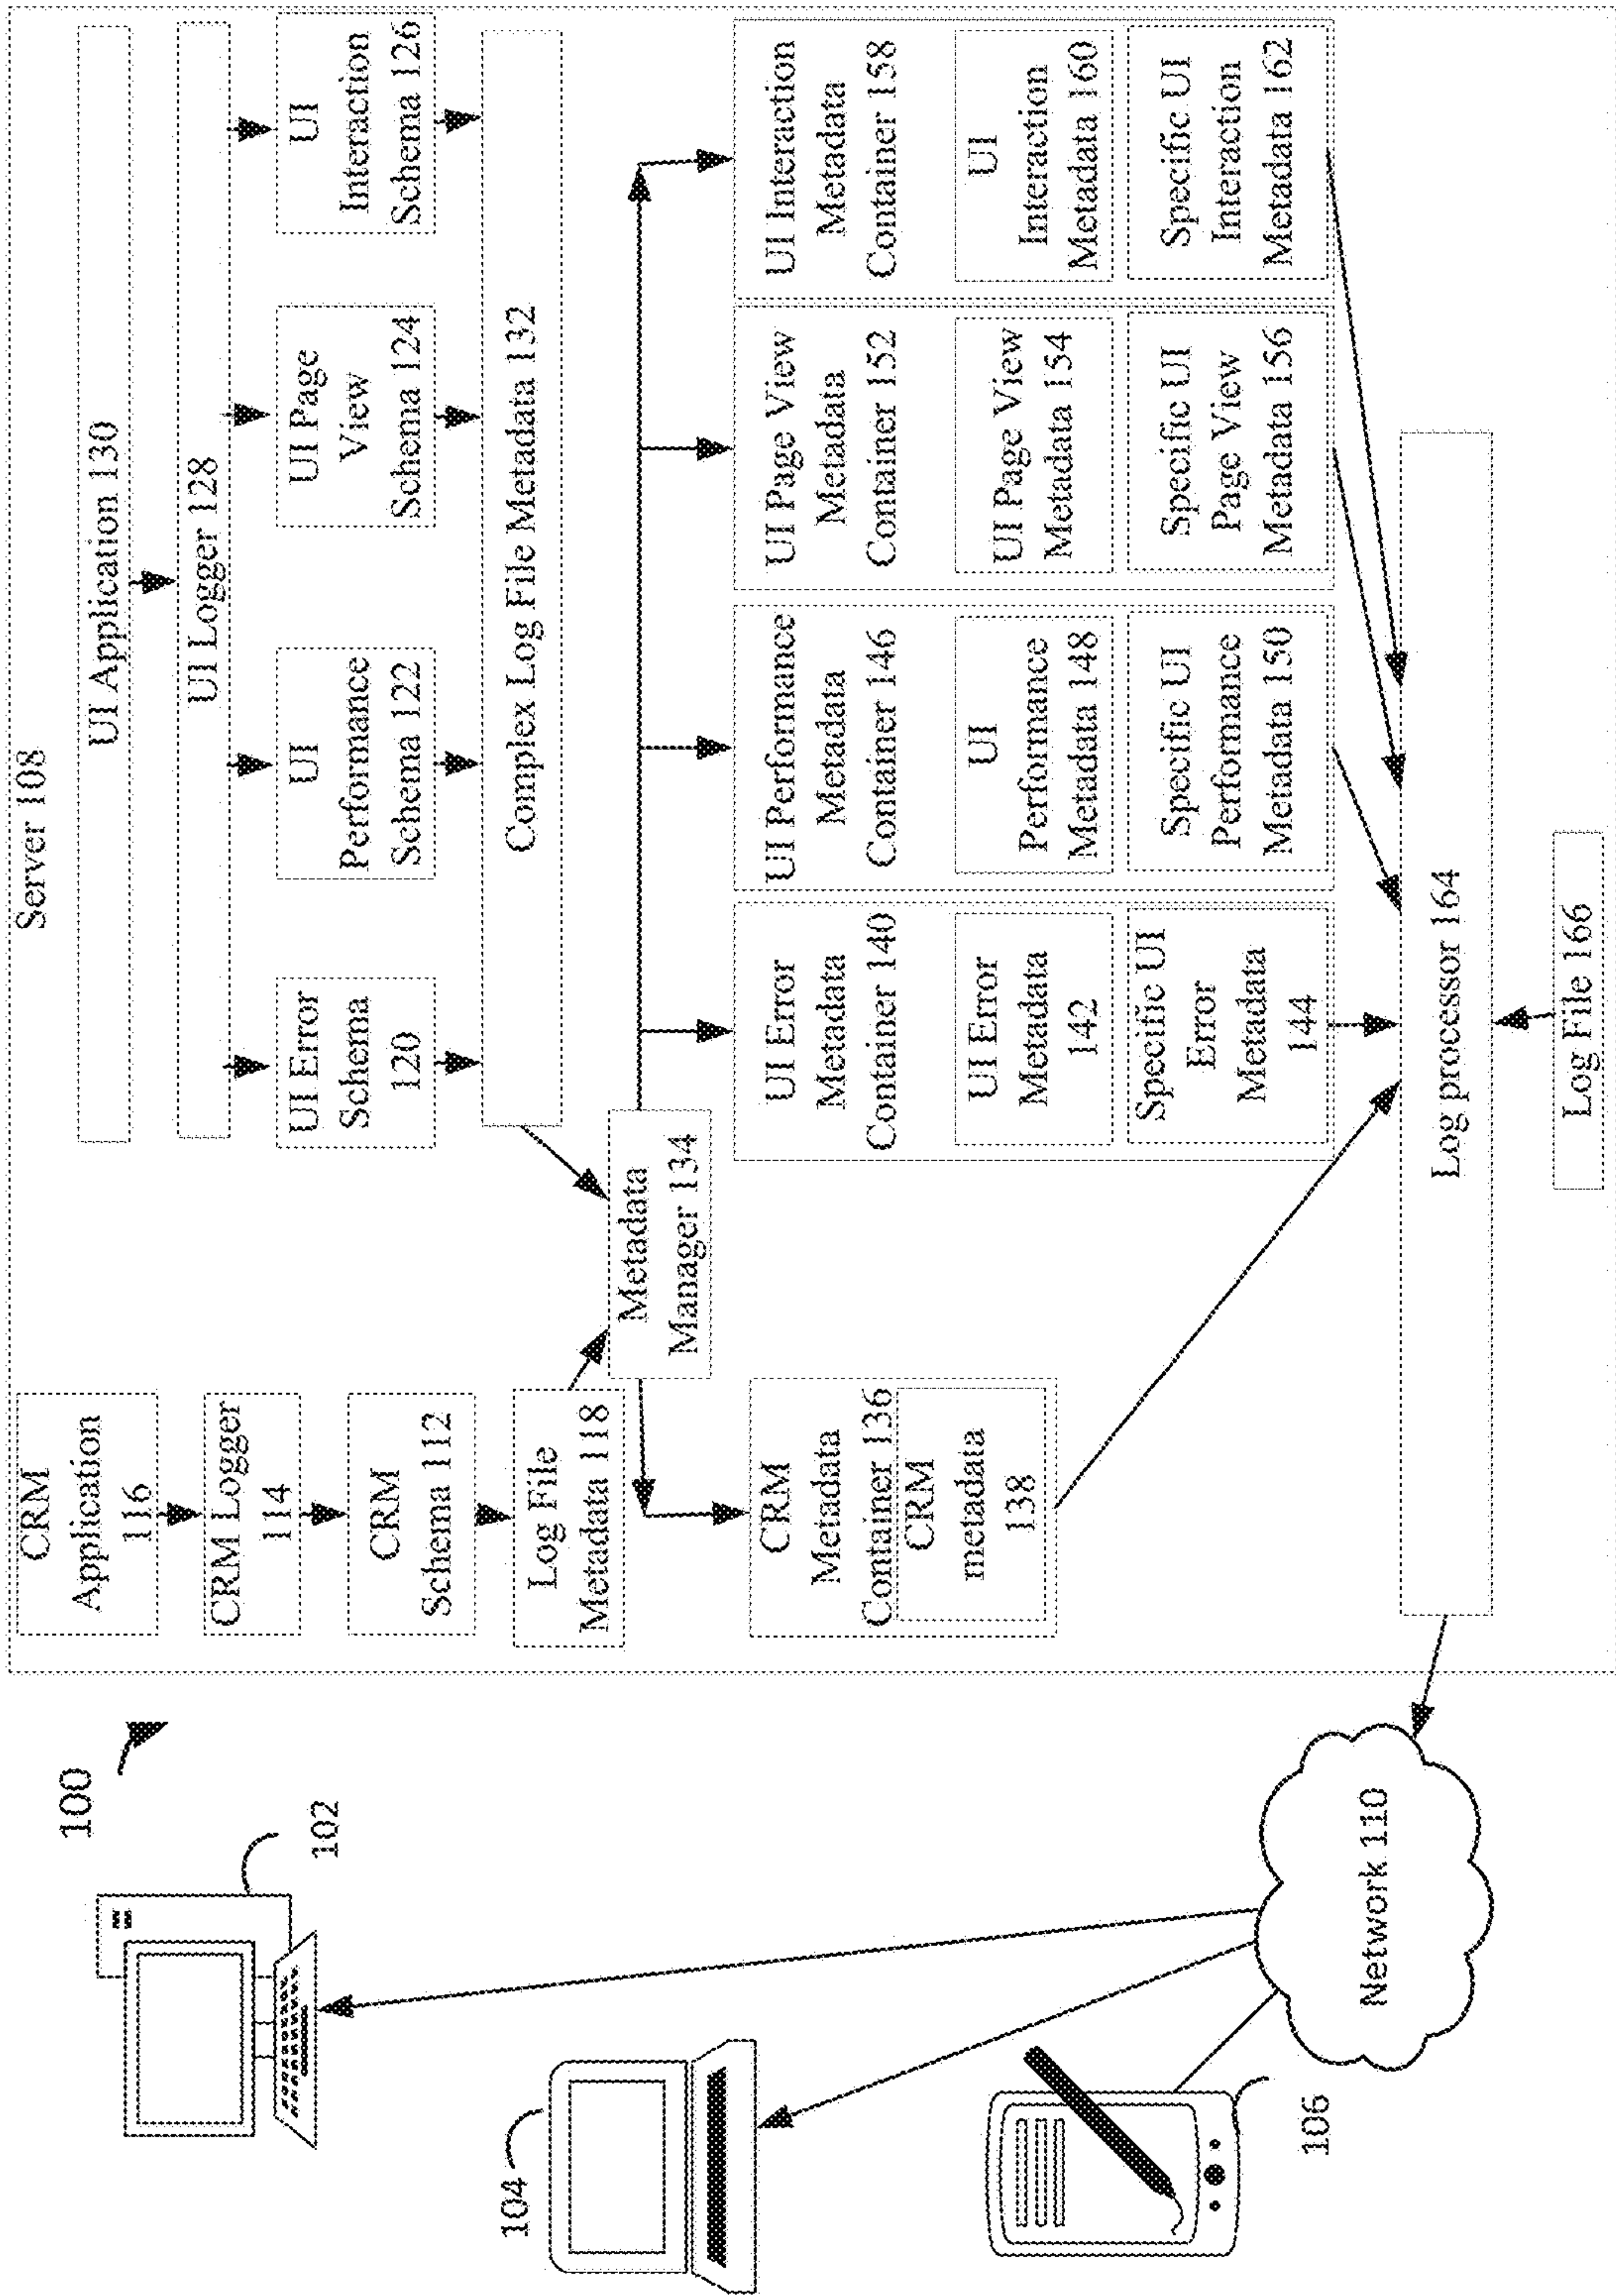 100
102
104
106
Network 110
Server 108
CRM
Application
116
CRM Logger
114
CRM
Schema 112
Log File
Metadata 118
UI Application 130
UI Logger 128
UI Error
Schema
120
UI
Performance
Schema 122
UI Page
View
Schema 124
UI
Interaction
Schema 126
Complex Log File Metadata 132
Metadata
Manager 134
CRM
Metadata
Container 136
CRM
metadata
138
UI Error
Metadata
Container 140
UI Error
Metadata
142
Specific UI
Error
Metadata
144
UI Performance
Metadata
Container 146
UI
Performance
Metadata 148
Specific UI
Performance
Metadata 150
UI Page View
Metadata
Container 152
UI Page View
Metadata 154
Specific UI
Page View
Metadata 156
UI Interaction
Metadata
Container 158
UI
Interaction
Metadata 160
Specific UI
Interaction
Metadata 162
Log processor 164
Log File 166